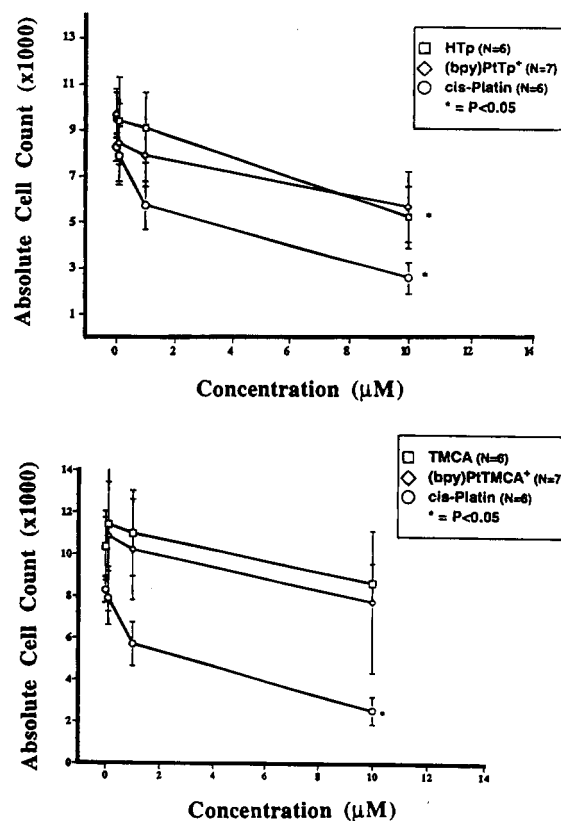 HTp (N=6)
(bpy)PtTp⁺ (N=7)
cis-Platin (N=6)
* = P<0.05
Absolute Cell Count (x1000)
13
11
9
7
5
3
1
*
*
0 2 4 6 8 10 12 14
Concentration (μM)
TMCA (N=6)
(bpy)PtTMCA⁺ (N=7
cis-Platin (N=6)
* = P<0.05
Absolute Cell Count (x1000)
14
12
10
8
6
4
2
0
*
0 2 4 6 8 10 12 14
Concentration (μM)